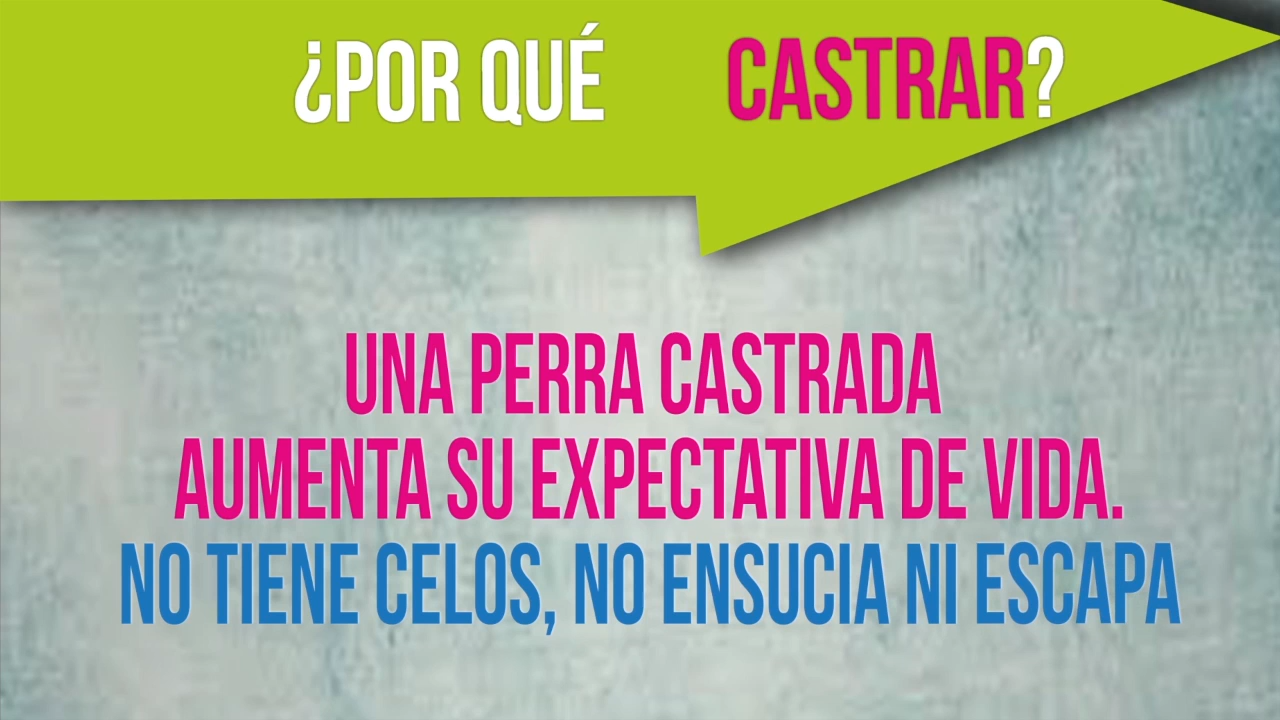 ¿POR QUÉ CASTRAR?
UNA PERRA CASTRADA
AUMENTA SU EXPECTATIVA DE VIDA.
NO TIENE CELOS, NO ENSUCIA NI ESCAPA